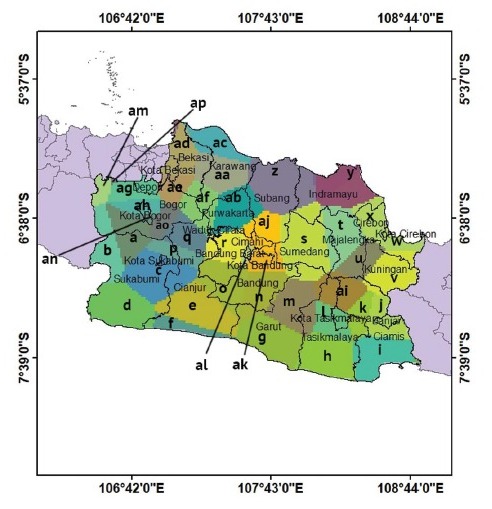 106°42'0"E 107°43'0"E 108°44'0"E
5°37'0"S 5°37'0"S
6°38'0"S 6°38'0"S
7°39'0"S 7°39'0"S
am ap
ad ac
Bekasi
Kota Bekasi
Karawang
aa z y
ag Depok ae
Subang Indramayu
ah Bogor af ab
Kota Bogor
Purwakarta
ao
aj t x
Cirebon
Kota Cirebon
a q r s w
Cimahi
Majalengka
Bandung Barat
Sumedang
an b p u
Kota Sukabumi
Kota Bandung
Kuningan
c v
Sukabumi
Cianjur
Bandung
o ai
d e n m l k j
Kota Tasikmalaya
Banjar
f Garut
Tasikmalaya
Ciamis
g
h i
al ak
106°42'0"E 107°43'0"E 108°44'0"E